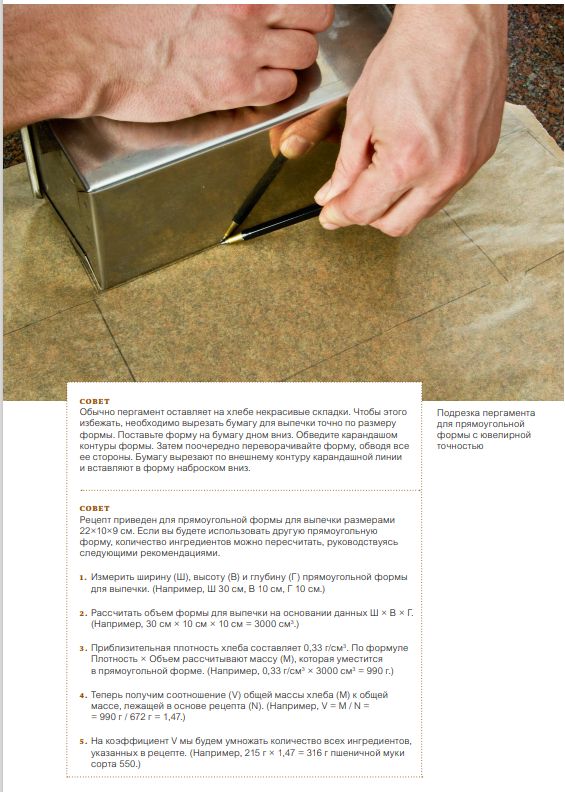 СОВЕТ
Обычно пергамент оставляет на хлебе некрасивые складки. Чтобы этого
избежать, необходимо вырезать бумагу для выпечки точно по размеру
формы. Поставьте форму на бумагу дном вниз. Обведите карандашом
контуры формы. Затем поочередно переворачивайте форму, обводя все
ее стороны. Бумагу вырезают по внешнему контуру карандашной линии
и вставляют в форму наброском вниз.
Подрезка пергамента
для прямоугольной
формы с ювелирной
точностью
СОВЕТ
Рецепт приведен для прямоугольной формы для выпечки размерами
22×10×9 см. Если вы будете использовать другую прямоугольную
форму, количество ингредиентов можно пересчитать, руководствуясь
следующими рекомендациями.
1. Измерить ширину (Ш), высоту (В) и глубину (Г) прямоугольной формы
для выпечки. (Например, Ш 30 см, В 10 см, Г 10 см.)
2. Рассчитать объем формы для выпечки на основании данных Ш × В × Г.
(Например, 30 см × 10 см × 10 см = 3000 см³.)
3. Приблизительная плотность хлеба составляет 0,33 г/см³. По формуле
Плотность × Объем рассчитывают массу (М), которая уместится
в прямоугольной форме. (Например, 0,33 г/см³ × 3000 см³ = 990 г.)
4. Теперь получим соотношение (V) общей массы хлеба (М) к общей
массе, лежащей в основе рецепта (N). (Например, V = M / N =
= 990 г / 672 г = 1,47.)
5. На коэффициент V мы будем умножать количество всех ингредиентов,
указанных в рецепте. (Например, 215 г × 1,47 = 316 г пшеничной муки
сорта 550.)